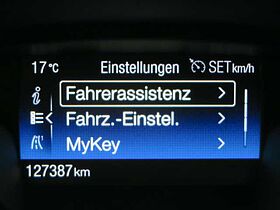 17°C Einstellungen SET km/h
Fahrerassistenz
Fahrz.-Einstel.
MyKey
127387 km